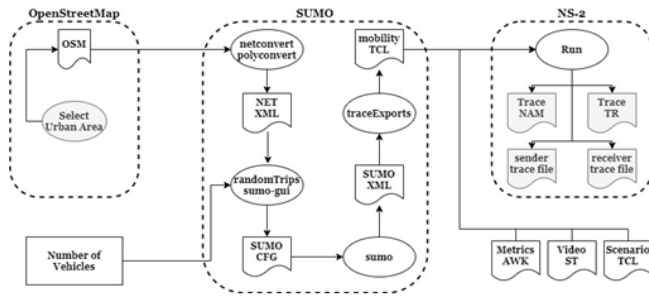 OpenStreetMap
SUMO
NS-2
OSM
Select
Urban Area
netconvert
polyconvert
NET
XML
randomTrips
sumo-gui
SUMO
CFG
mobility
TCL
traceExports
SUMO
XML
sumo
Run
Trace
NAM
Trace
TR
sender
trace file
receiver
trace file
Number of
Vehicles
Metrics
AWK
Video
ST
Scenario
TCL